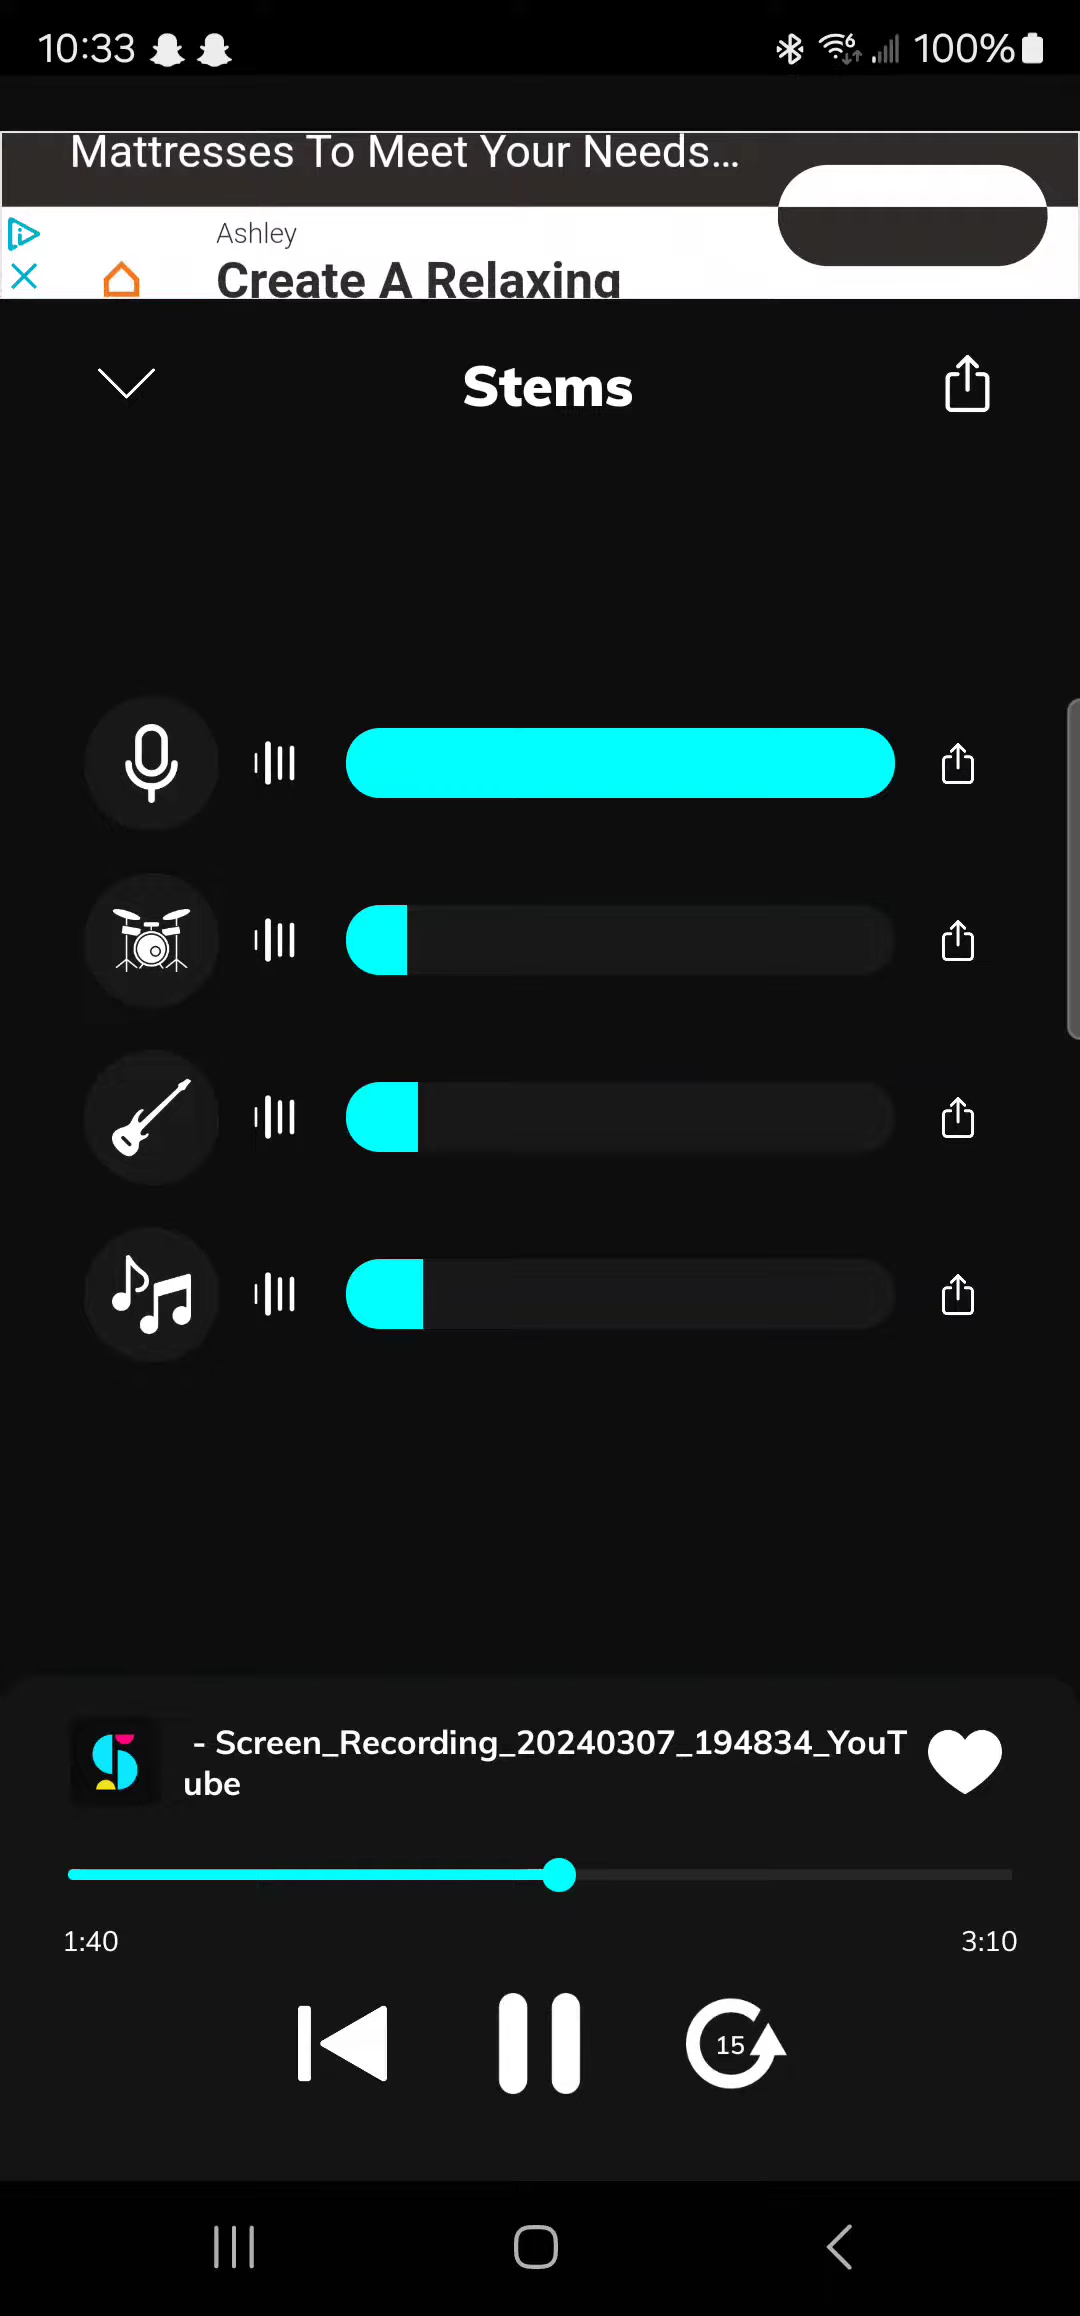 10:33
100%
Mattresses To Meet Your Needs...
Ashley
Create A Relaxing
Stems
- Screen_Recording_20240307_194834_YouT
ube
1:40
3:10
15